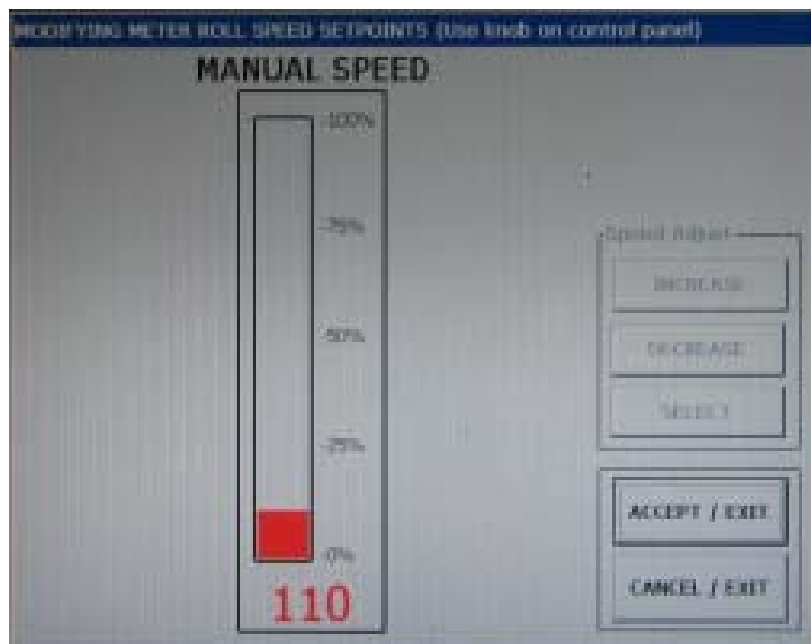 MODIFYING METER ROLL SPEED SETPOINTS (Use knob on control panel)
MANUAL SPEED
-100%
-75%
-50%
-25%
-0%
110
Speed Adjust
INCREASE
DECREASE
SELECT
ACCEPT / EXIT
CANCEL / EXIT